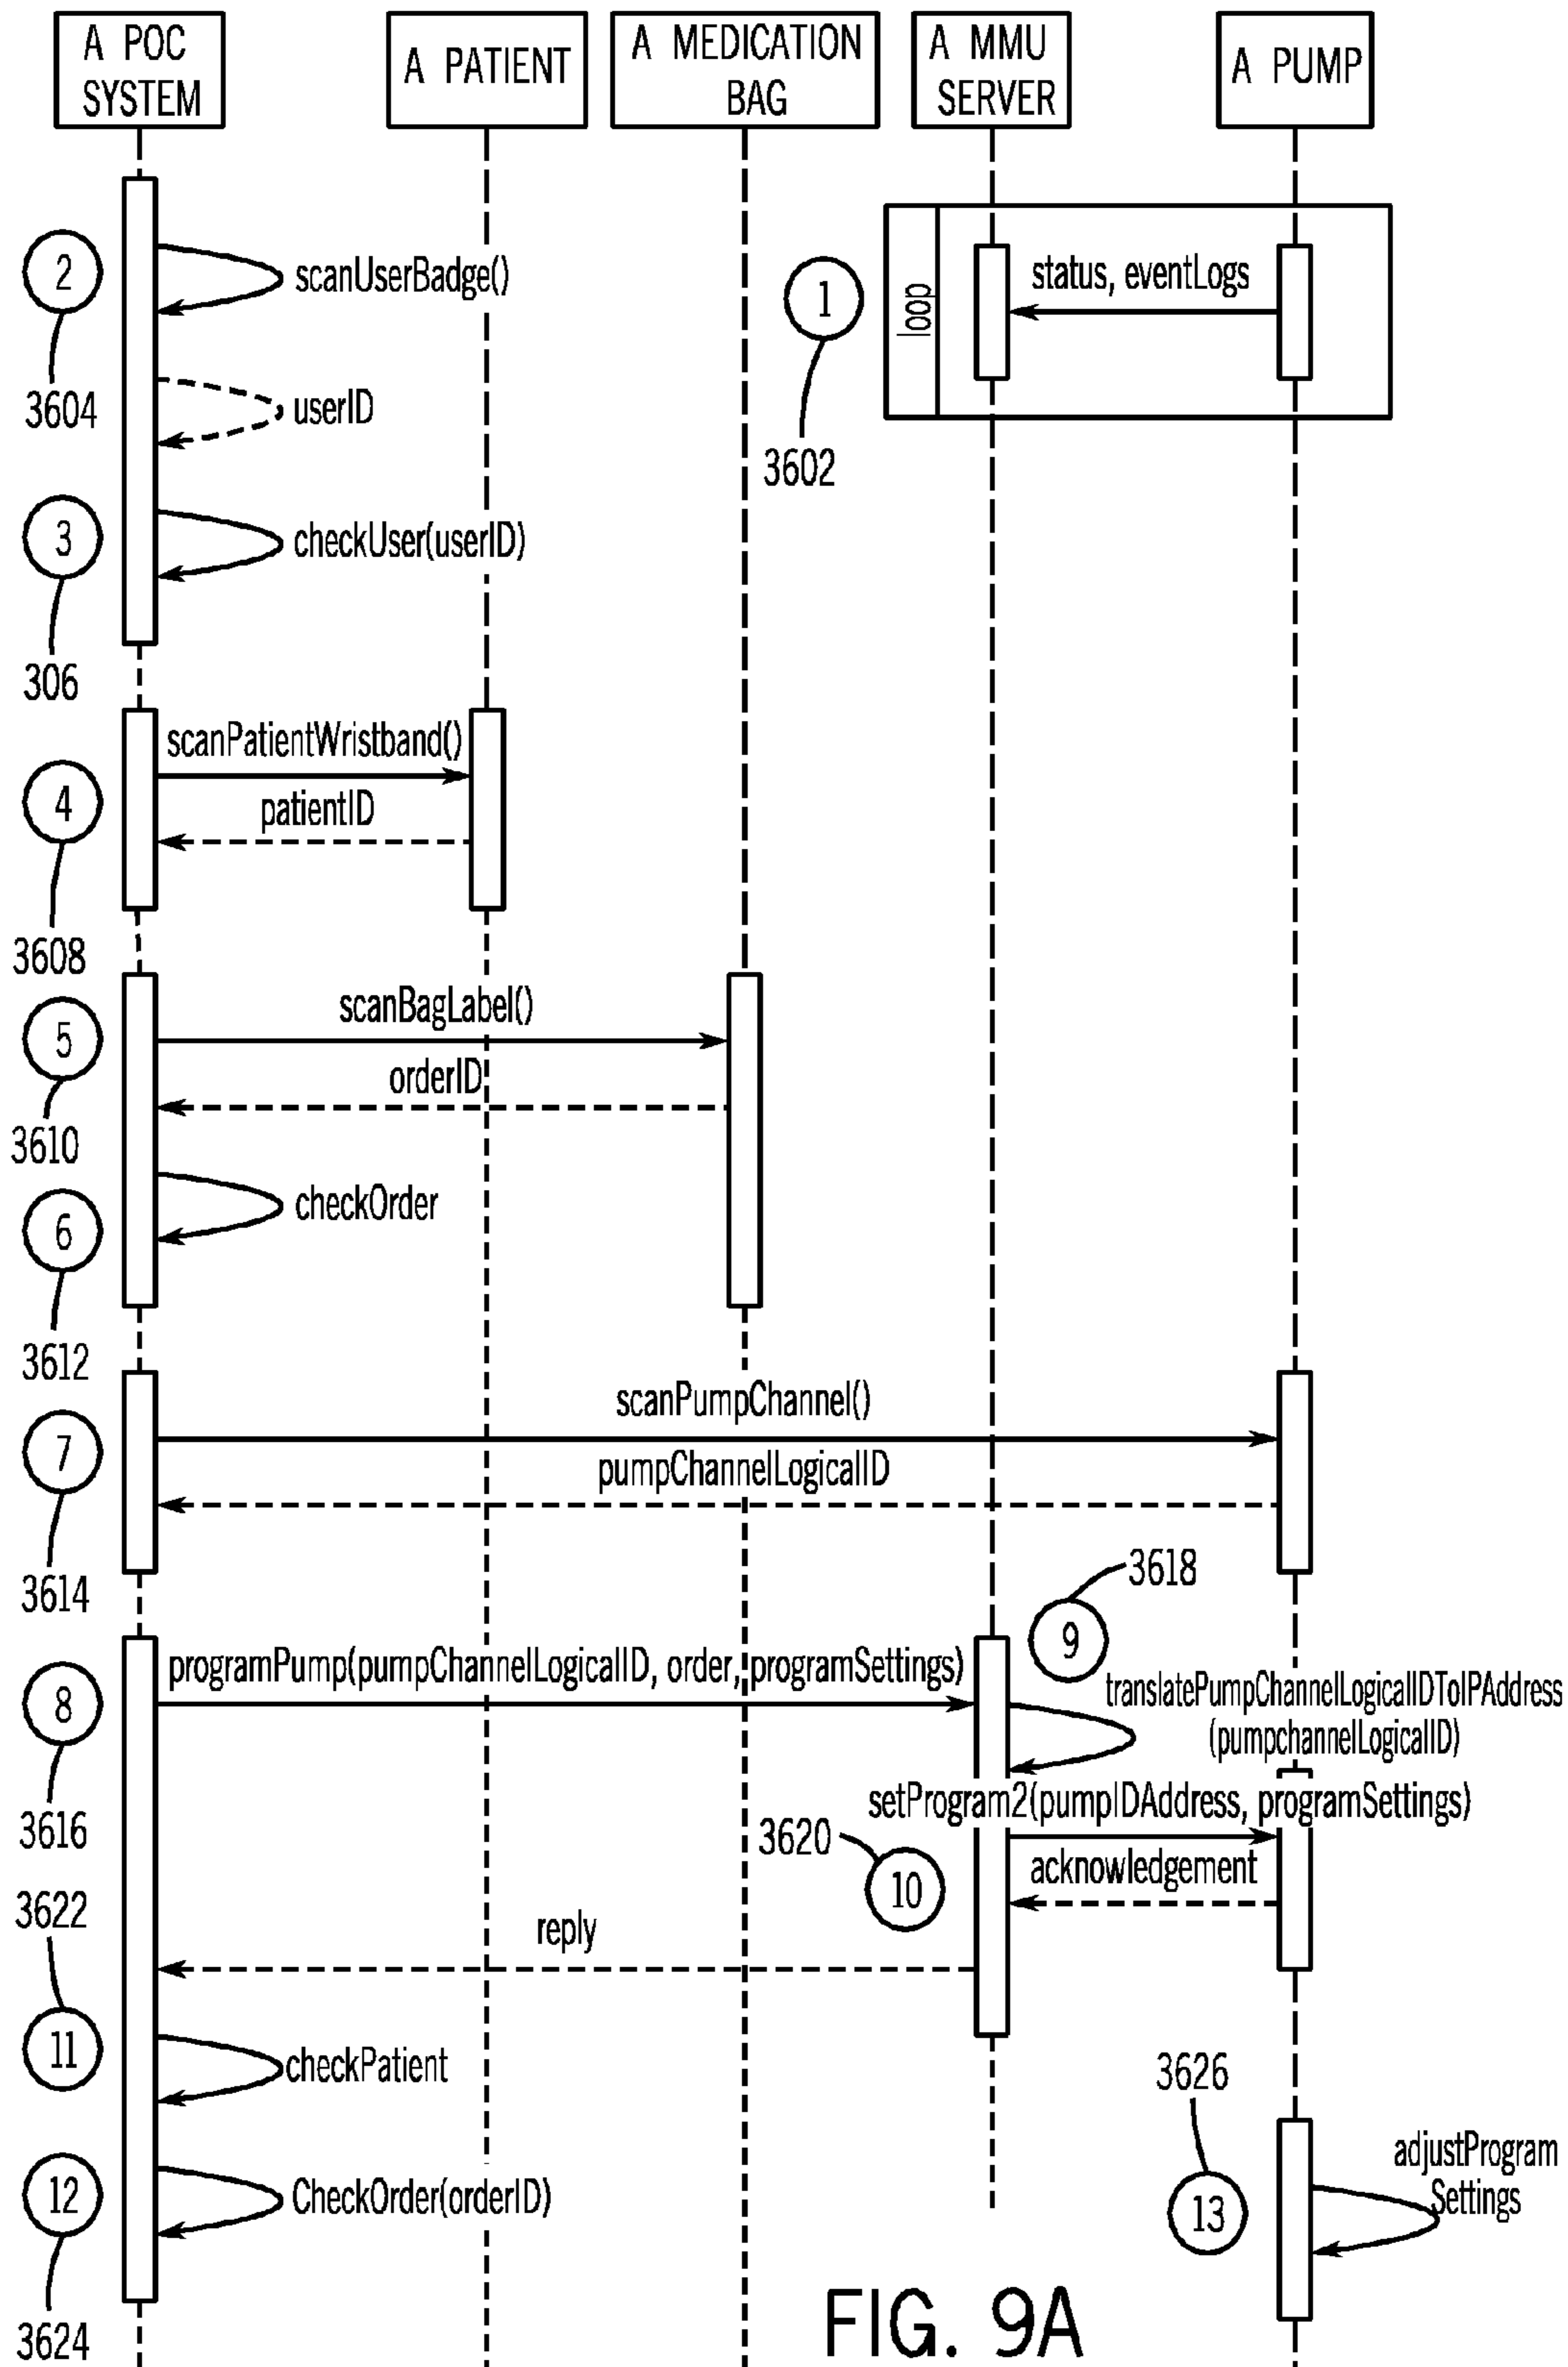 A POC
SYSTEM
A PATIENT
A MEDICATION
BAG
A MMU
SERVER
A PUMP
2
scanUserBadge()
3604
userID
1
loop
status, eventLogs
3602
3
checkUser(userID)
306
scanPatientWristband()
4
patientID
3608
5
scanBagLabel()
orderID
3610
checkOrder
6
3612
scanPumpChannel()
7
pumpChannelLogicalID
3614
3618
9
programPump(pumpChannelLogicalID, order, programSettings)
8
translatePumpChannelLogicalIDToIPAddress
(pumpchannelLogicalID)
3616
setProgram2(pumpIDAddress, programSettings)
3620
10
acknowledgement
3622
reply
11
checkPatient
3626
adjustProgram
Settings
12
CheckOrder(orderID)
13
3624
FIG. 9A